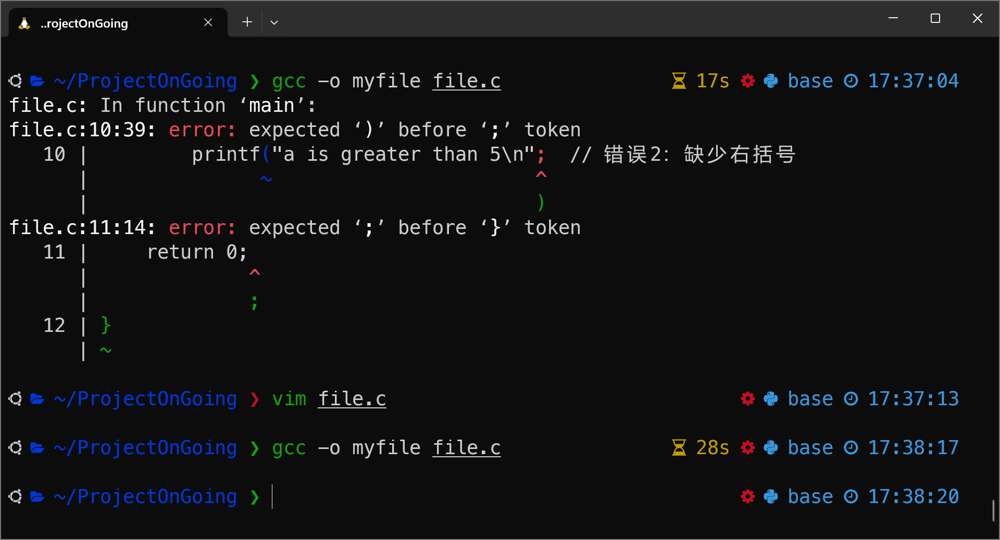 ..rojectOnGoing
~/ProjectOnGoing ❯ gcc -o myfile file.c 17s base 17:37:04
file.c: In function ‘main’:
file.c:10:39: error: expected ‘)’ before ‘;’ token
10 | printf("a is greater than 5\n"; // 错误2: 缺少右括号
| ~ ^
| )
file.c:11:14: error: expected ‘;’ before ‘}’ token
11 | return 0;
| ^
| ;
12 | }
| ~
~/ProjectOnGoing ❯ vim file.c base 17:37:13
~/ProjectOnGoing ❯ gcc -o myfile file.c 28s base 17:38:17
~/ProjectOnGoing ❯ base 17:38:20